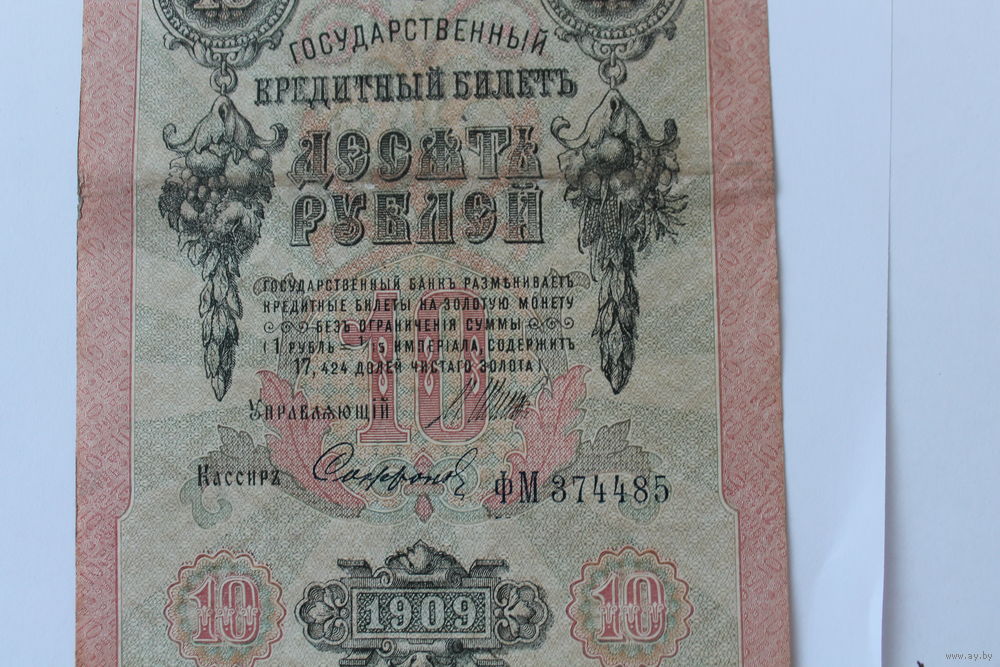 ГОСУДАРСТВЕННЫЙ
КРЕДИТНЫЙ БИЛЕТЪ
ДЕСЯТЬ
РУБЛЕЙ
ГОСУДАРСТВЕННЫЙ БАНКЪ РАЗМѢНИВАЕТЪ
КРЕДИТНЫЕ БИЛЕТЫ НА ЗОЛОТУЮ МОНЕТУ
БЕЗЪ ОГРАНИЧЕНІЯ СУММЫ
(1 РУБЛЬ = 1/15 ИМПЕРІАЛА, СОДЕРЖИТЪ
17,424 ДОЛЕЙ ЧИСТАГО ЗОЛОТА)
10
УПРАВЛЯЮЩІЙ
КАССИРЪ Софронов ФМ 374485
10 1909 10
www.ay.by